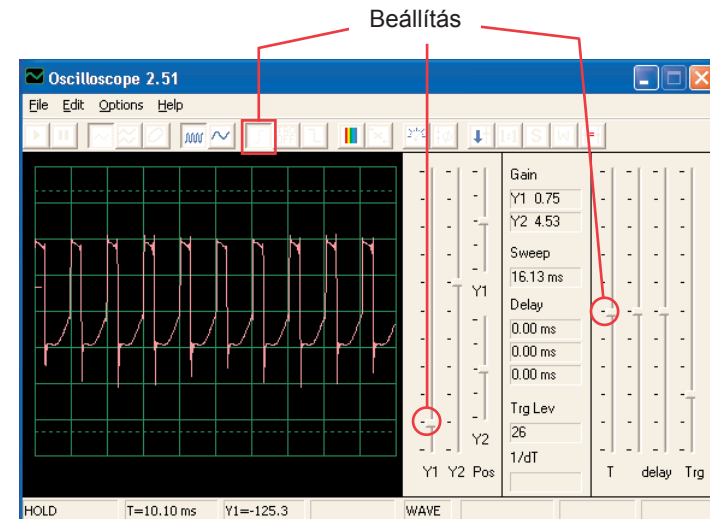 Beállítás
Oscilloscope 2.51
File Edit Options Help
Gain
Y1 0.75
Y2 4.53
Sweep
16.13 ms
Delay
0.00 ms
0.00 ms
0.00 ms
Trg Lev
26
1/dT
Y1
Y2
Y1 Y2 Pos
T delay Trg
HOLD T=10.10 ms Y1=-125.3 WAVE